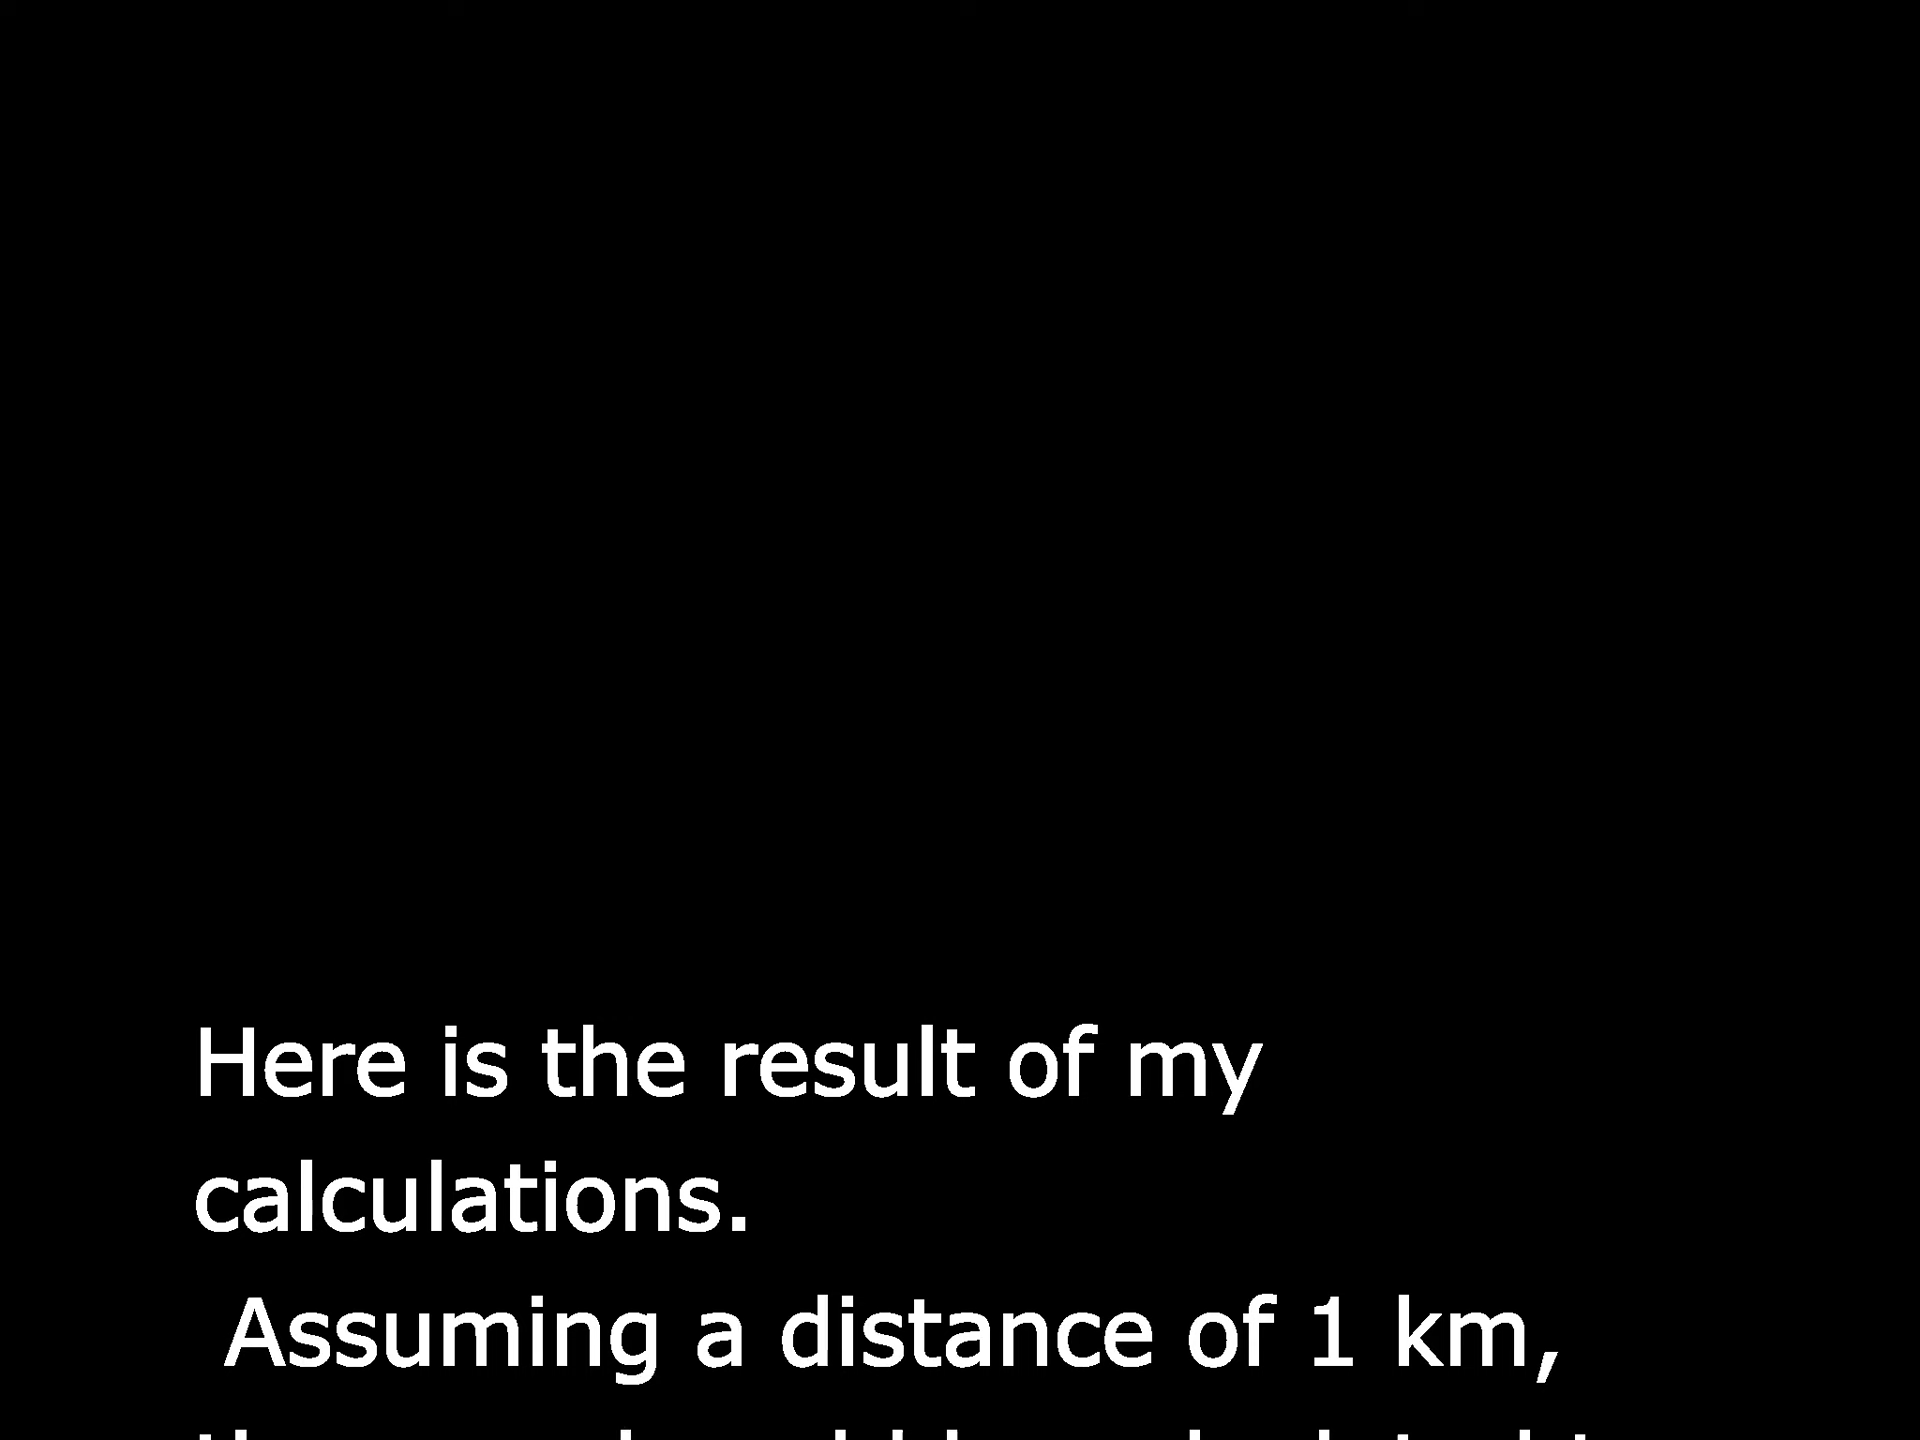 Here is the result of my
calculations.
Assuming a distance of 1 km,